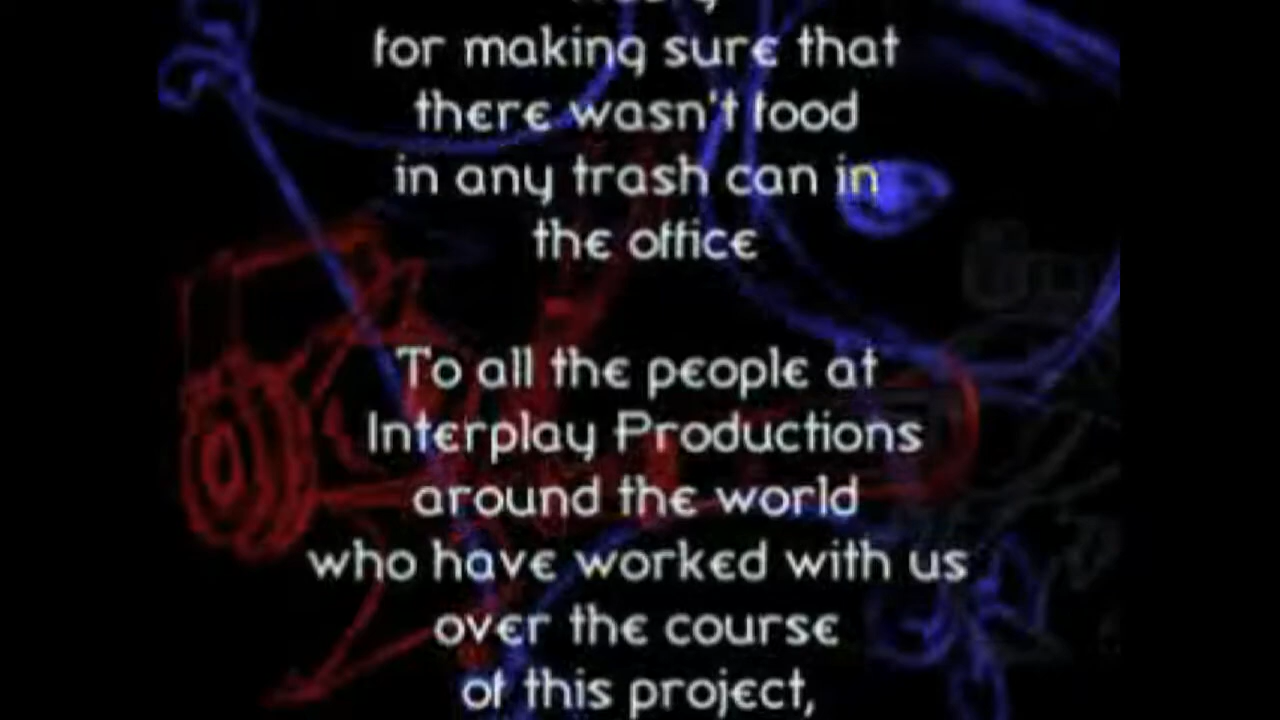 for making sure that
there wasn't food
in any trash can in
the office
To all the people at
Interplay Productions
around the world
who have worked with us
over the course
of this project,